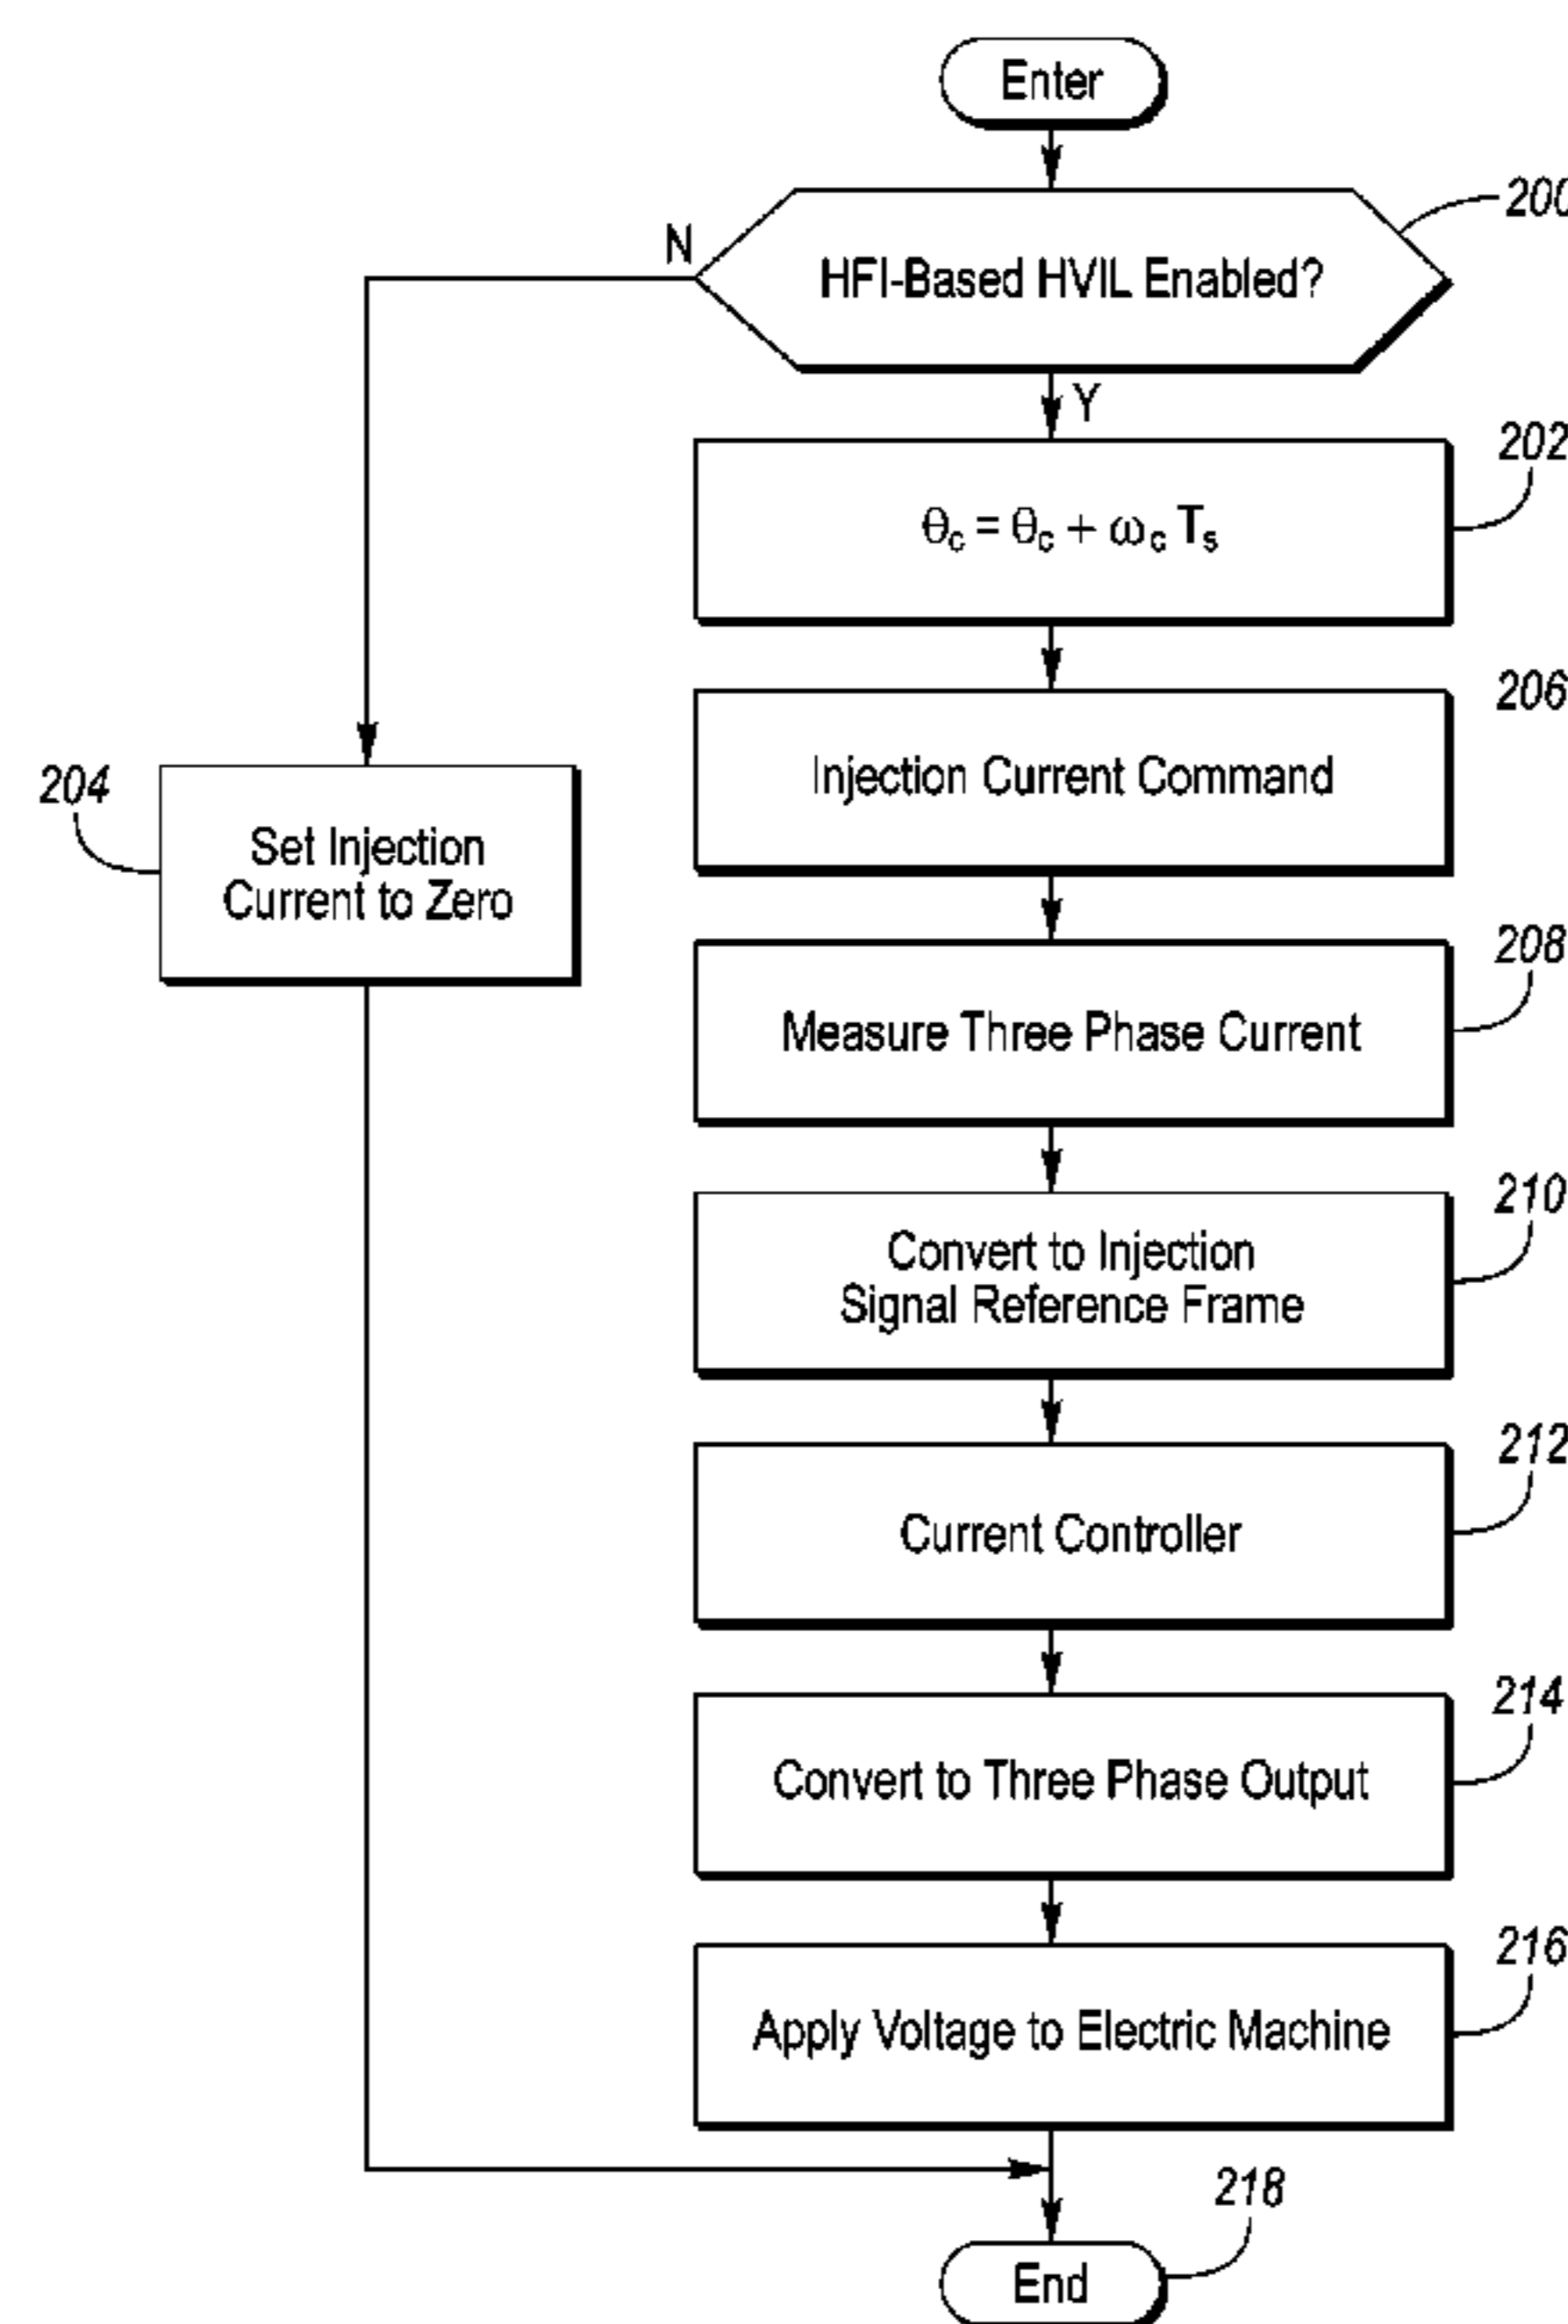 Enter
200
N
HFI-Based HVIL Enabled?
Y
202
θc = θc + ωc Ts
206
Injection Current Command
204
Set Injection
Current to Zero
208
Measure Three Phase Current
210
Convert to Injection
Signal Reference Frame
212
Current Controller
214
Convert to Three Phase Output
216
Apply Voltage to Electric Machine
218
End